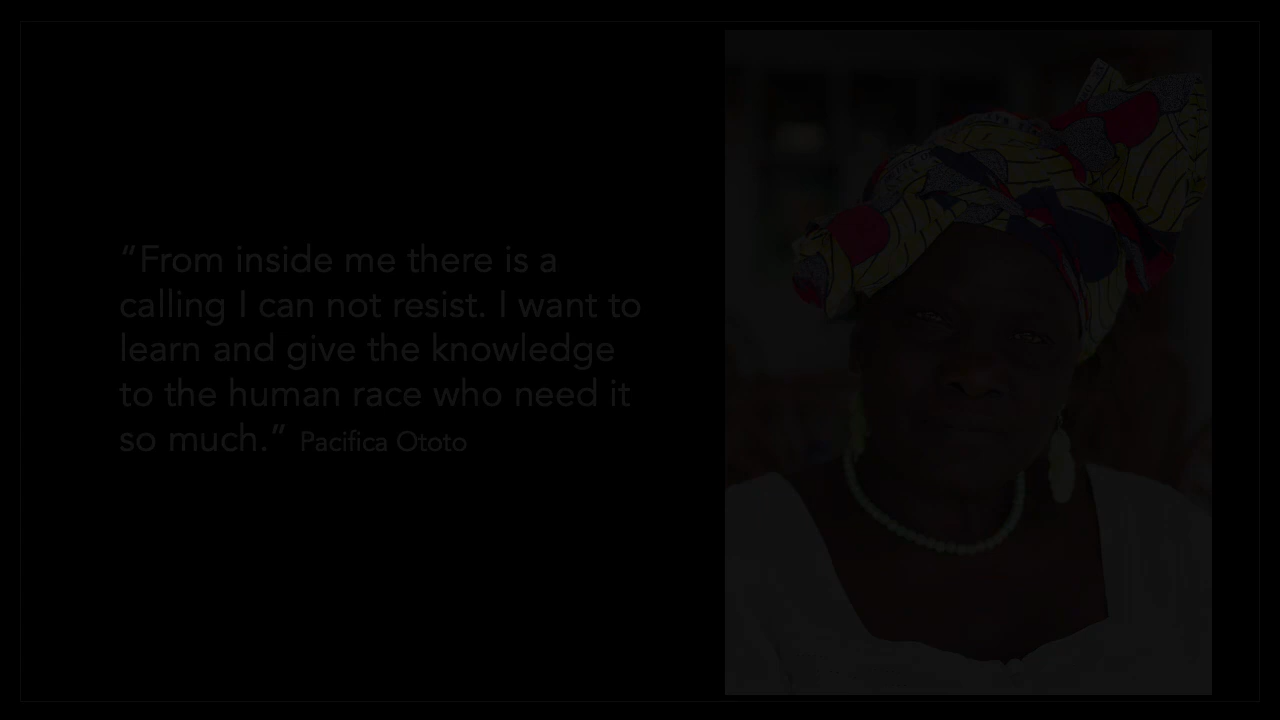 “From inside me there is a
calling I can not resist. I want to
learn and give the knowledge
to the human race who need it
so much.” Pacifica Ototo